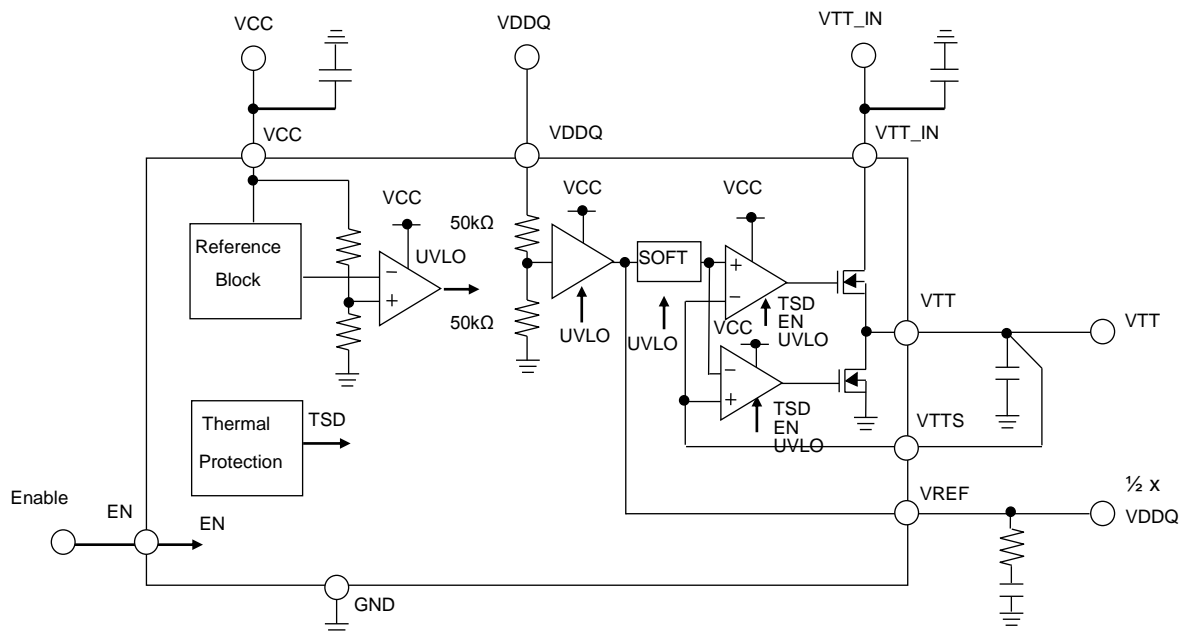 VCC
VDDQ
VTT_IN
VCC
VDDQ
VTT_IN
VCC
VCC
VCC
50kΩ
Reference
Block
UVLO
SOFT
−
+
+
−
50kΩ
UVLO
UVLO
TSD
EN
UVLO
VCC
VTT
VTT
−
+
TSD
EN
UVLO
Thermal
Protection
TSD
VTTS
Enable
EN
EN
VREF
½ x
VDDQ
GND